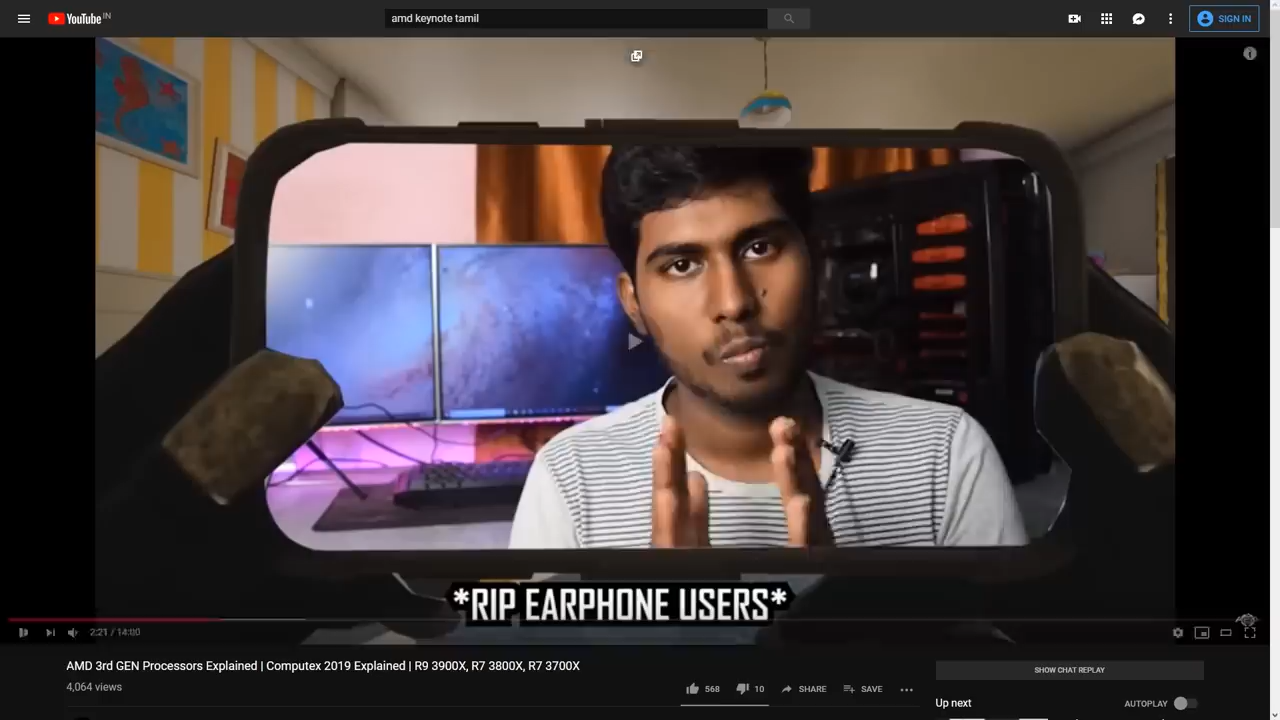 YouTube IN
amd keynote tamil
SIGN IN
*RIP EARPHONE USERS*
2:21 / 14:00
AMD 3rd GEN Processors Explained | Computex 2019 Explained | R9 3900X, R7 3800X, R7 3700X
4,064 views
568
10
SHARE
SAVE
SHOW CHAT REPLAY
Up next
AUTOPLAY